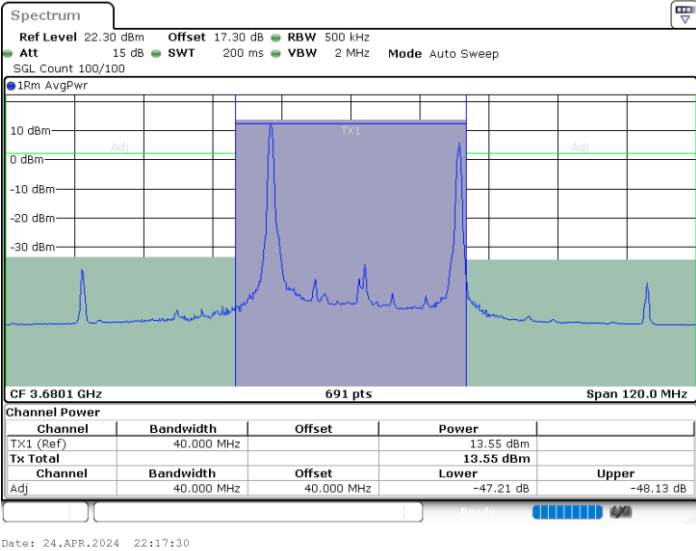 Spectrum
Ref Level 22.30 dBm Offset 17.30 dB RBW 500 kHz
Att 15 dB SWT 200 ms VBW 2 MHz Mode Auto Sweep
SGL Count 100/100
1Rm AvgPwr
TX1
10 dBm
Adj Adj
0 dBm
-10 dBm
-20 dBm
-30 dBm
CF 3.6801 GHz 691 pts Span 120.0 MHz
Channel Power
Channel Bandwidth Offset Power
TX1 (Ref) 40.000 MHz 13.55 dBm
Tx Total 13.55 dBm
Channel Bandwidth Offset Lower Upper
Adj 40.000 MHz 40.000 MHz -47.21 dB -48.13 dB
Ready
Date: 24.APR.2024 22:17:30